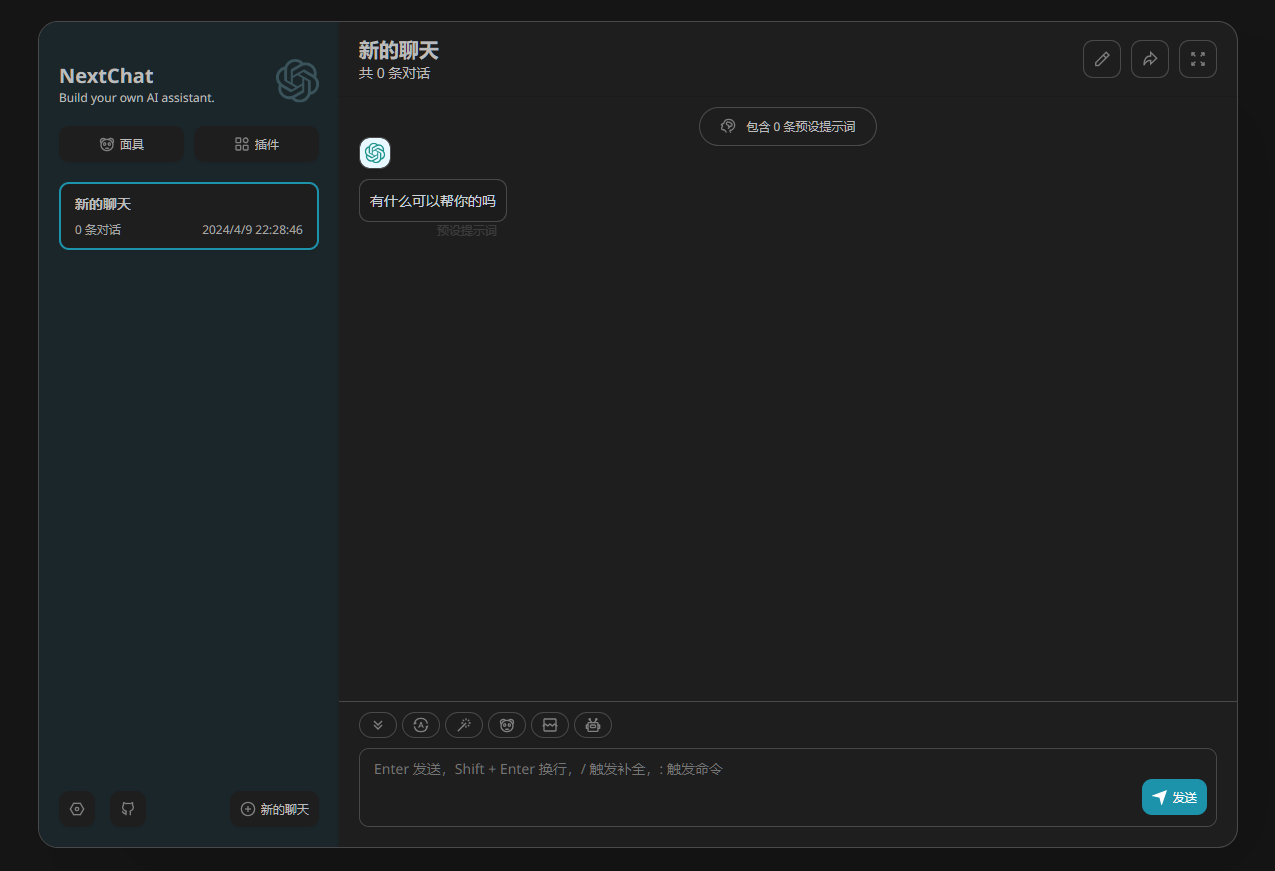 NextChat
Build your own AI assistant.
面具
插件
新的聊天
0 条对话
2024/4/9 22:28:46
新的聊天
新的聊天
共 0 条对话
包含 0 条预设提示词
有什么可以帮你的吗
预设提示词
Enter 发送，Shift + Enter 换行，/ 触发补全，: 触发命令
发送